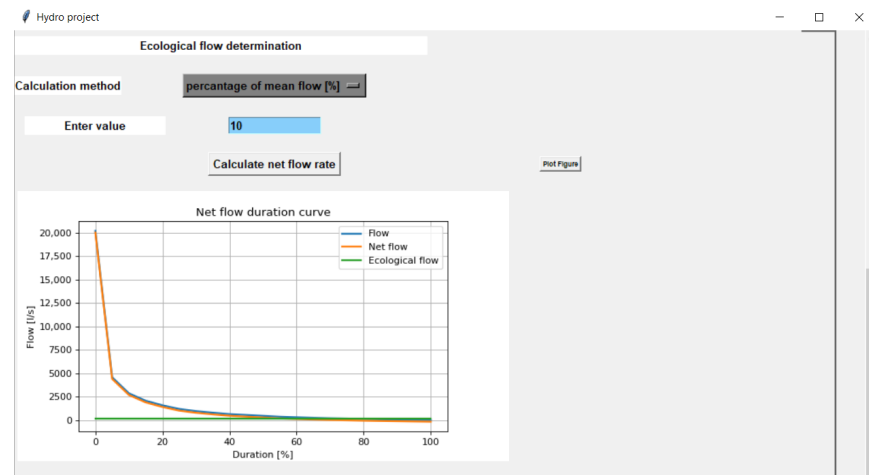 Hydro project
Ecological flow determination
Calculation method percantage of mean flow [%]
Enter value 10
Calculate net flow rate Plot Figure
Net flow duration curve
Flow
Net flow
Ecological flow
Flow [l/s]
20,000
17,500
15,000
12,500
10,000
7500
5000
2500
0
0 20 40 60 80 100
Duration [%]